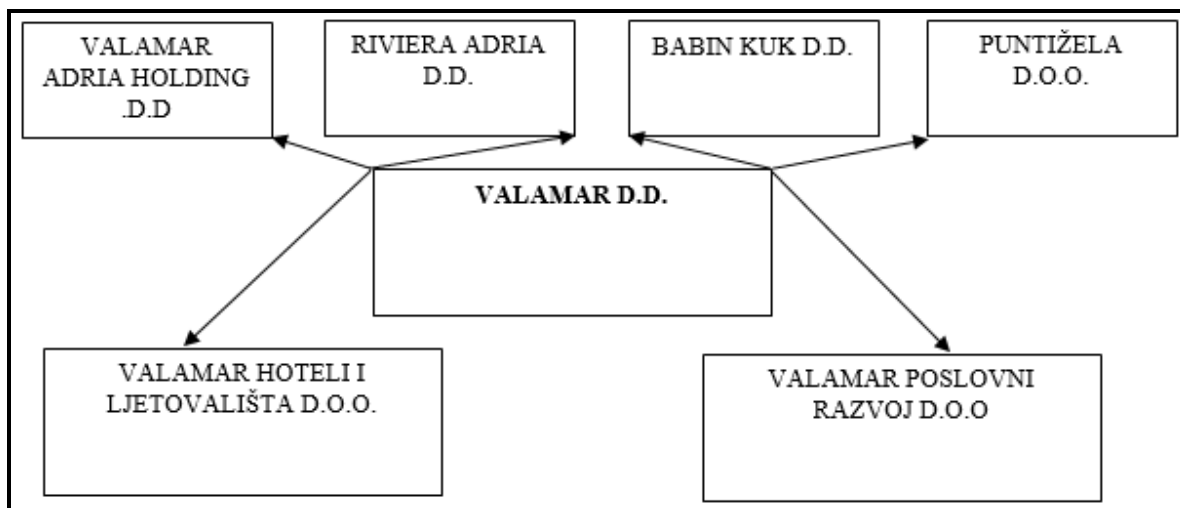 VALAMAR
ADRIA HOLDING
.D.D
RIVIERA ADRIA
D.D.
BABIN KUK D.D.
PUNTIŽELA
D.O.O.
VALAMAR D.D.
VALAMAR HOTELI I
LJETOVALIŠTA D.O.O.
VALAMAR POSLOVNI
RAZVOJ D.O.O